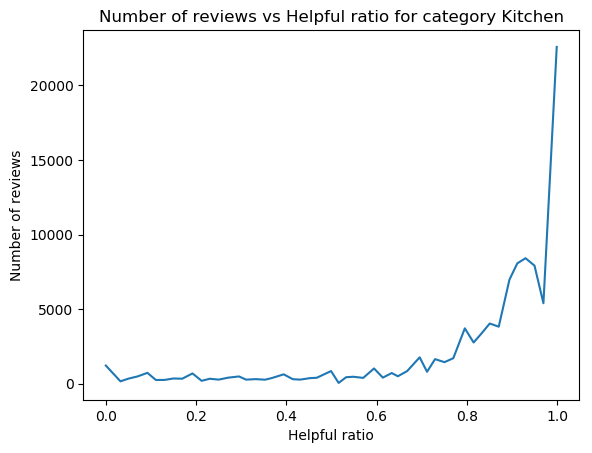 Number of reviews vs Helpful ratio for category Kitchen
Number of reviews
20000
15000
10000
5000
0
0.0 0.2 0.4 0.6 0.8 1.0
Helpful ratio